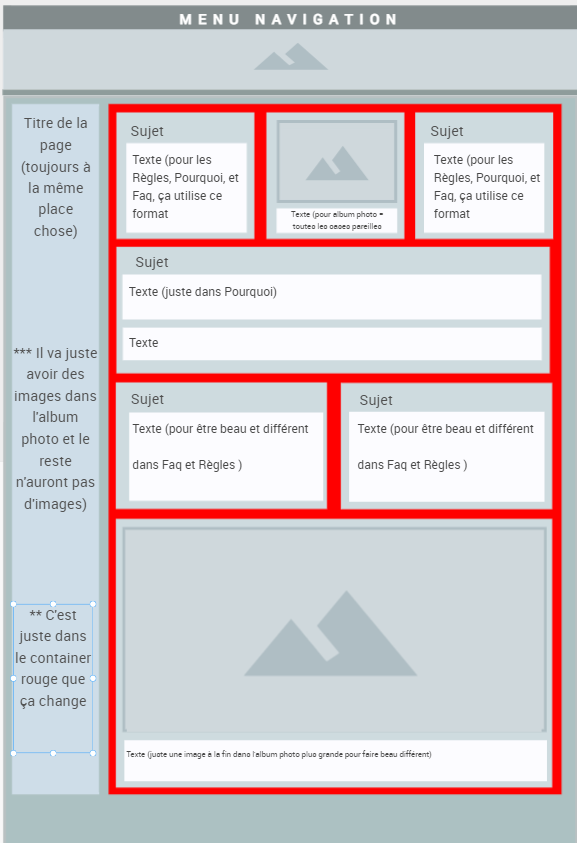 MENU NAVIGATION
Titre de la
page
(toujours à
la même
place
chose)
*** Il va juste
avoir des
images dans
l'album
photo et le
reste
n'auront pas
d'images)
** C'est
juste dans
le container
rouge que
ça change
Sujet
Texte (pour les
Règles, Pourquoi, et
Faq, ça utilise ce
format
Texte (pour album photo =
toutes les cases pareilles
Sujet
Texte (pour les
Règles, Pourquoi, et
Faq, ça utilise ce
format
Sujet
Texte (juste dans Pourquoi)
Texte
Sujet
Texte (pour être beau et différent
dans Faq et Règles )
Sujet
Texte (pour être beau et différent
dans Faq et Règles )
Texte (juste une image à la fin dans l'album photo plus grande pour faire beau différent)